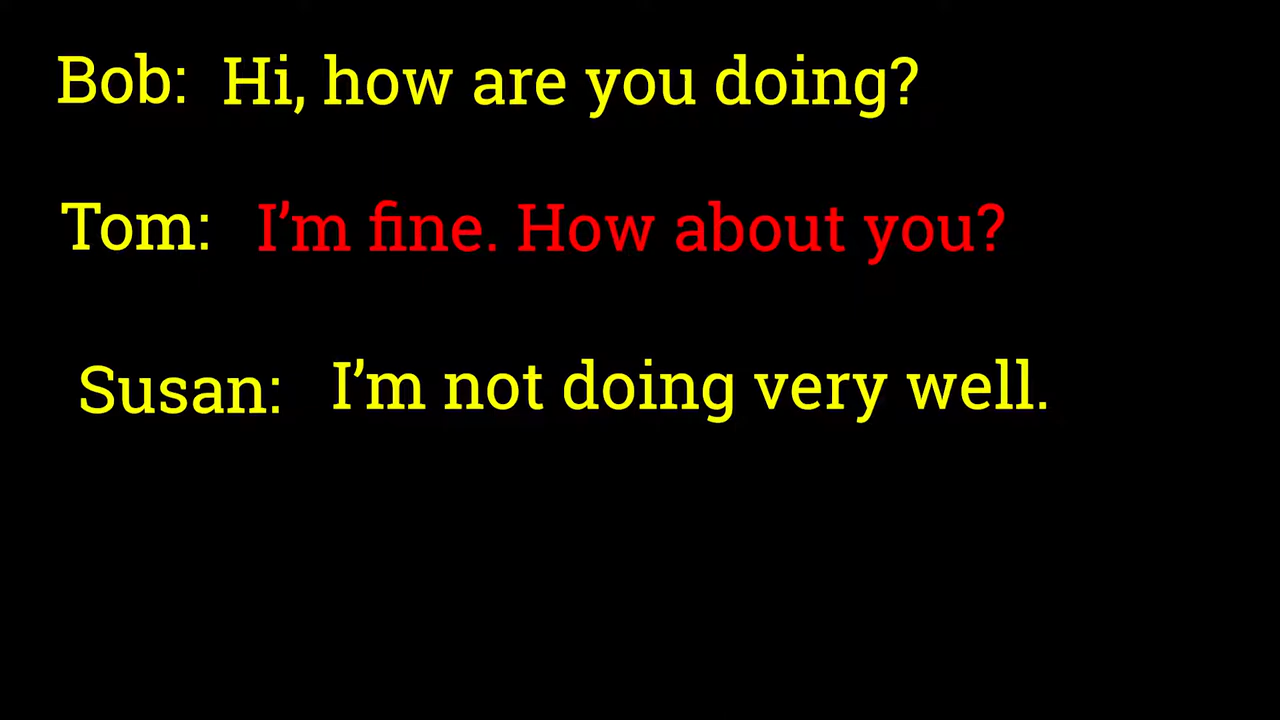 Bob: Hi, how are you doing?
Tom: I’m fine. How about you?
Susan: I’m not doing very well.